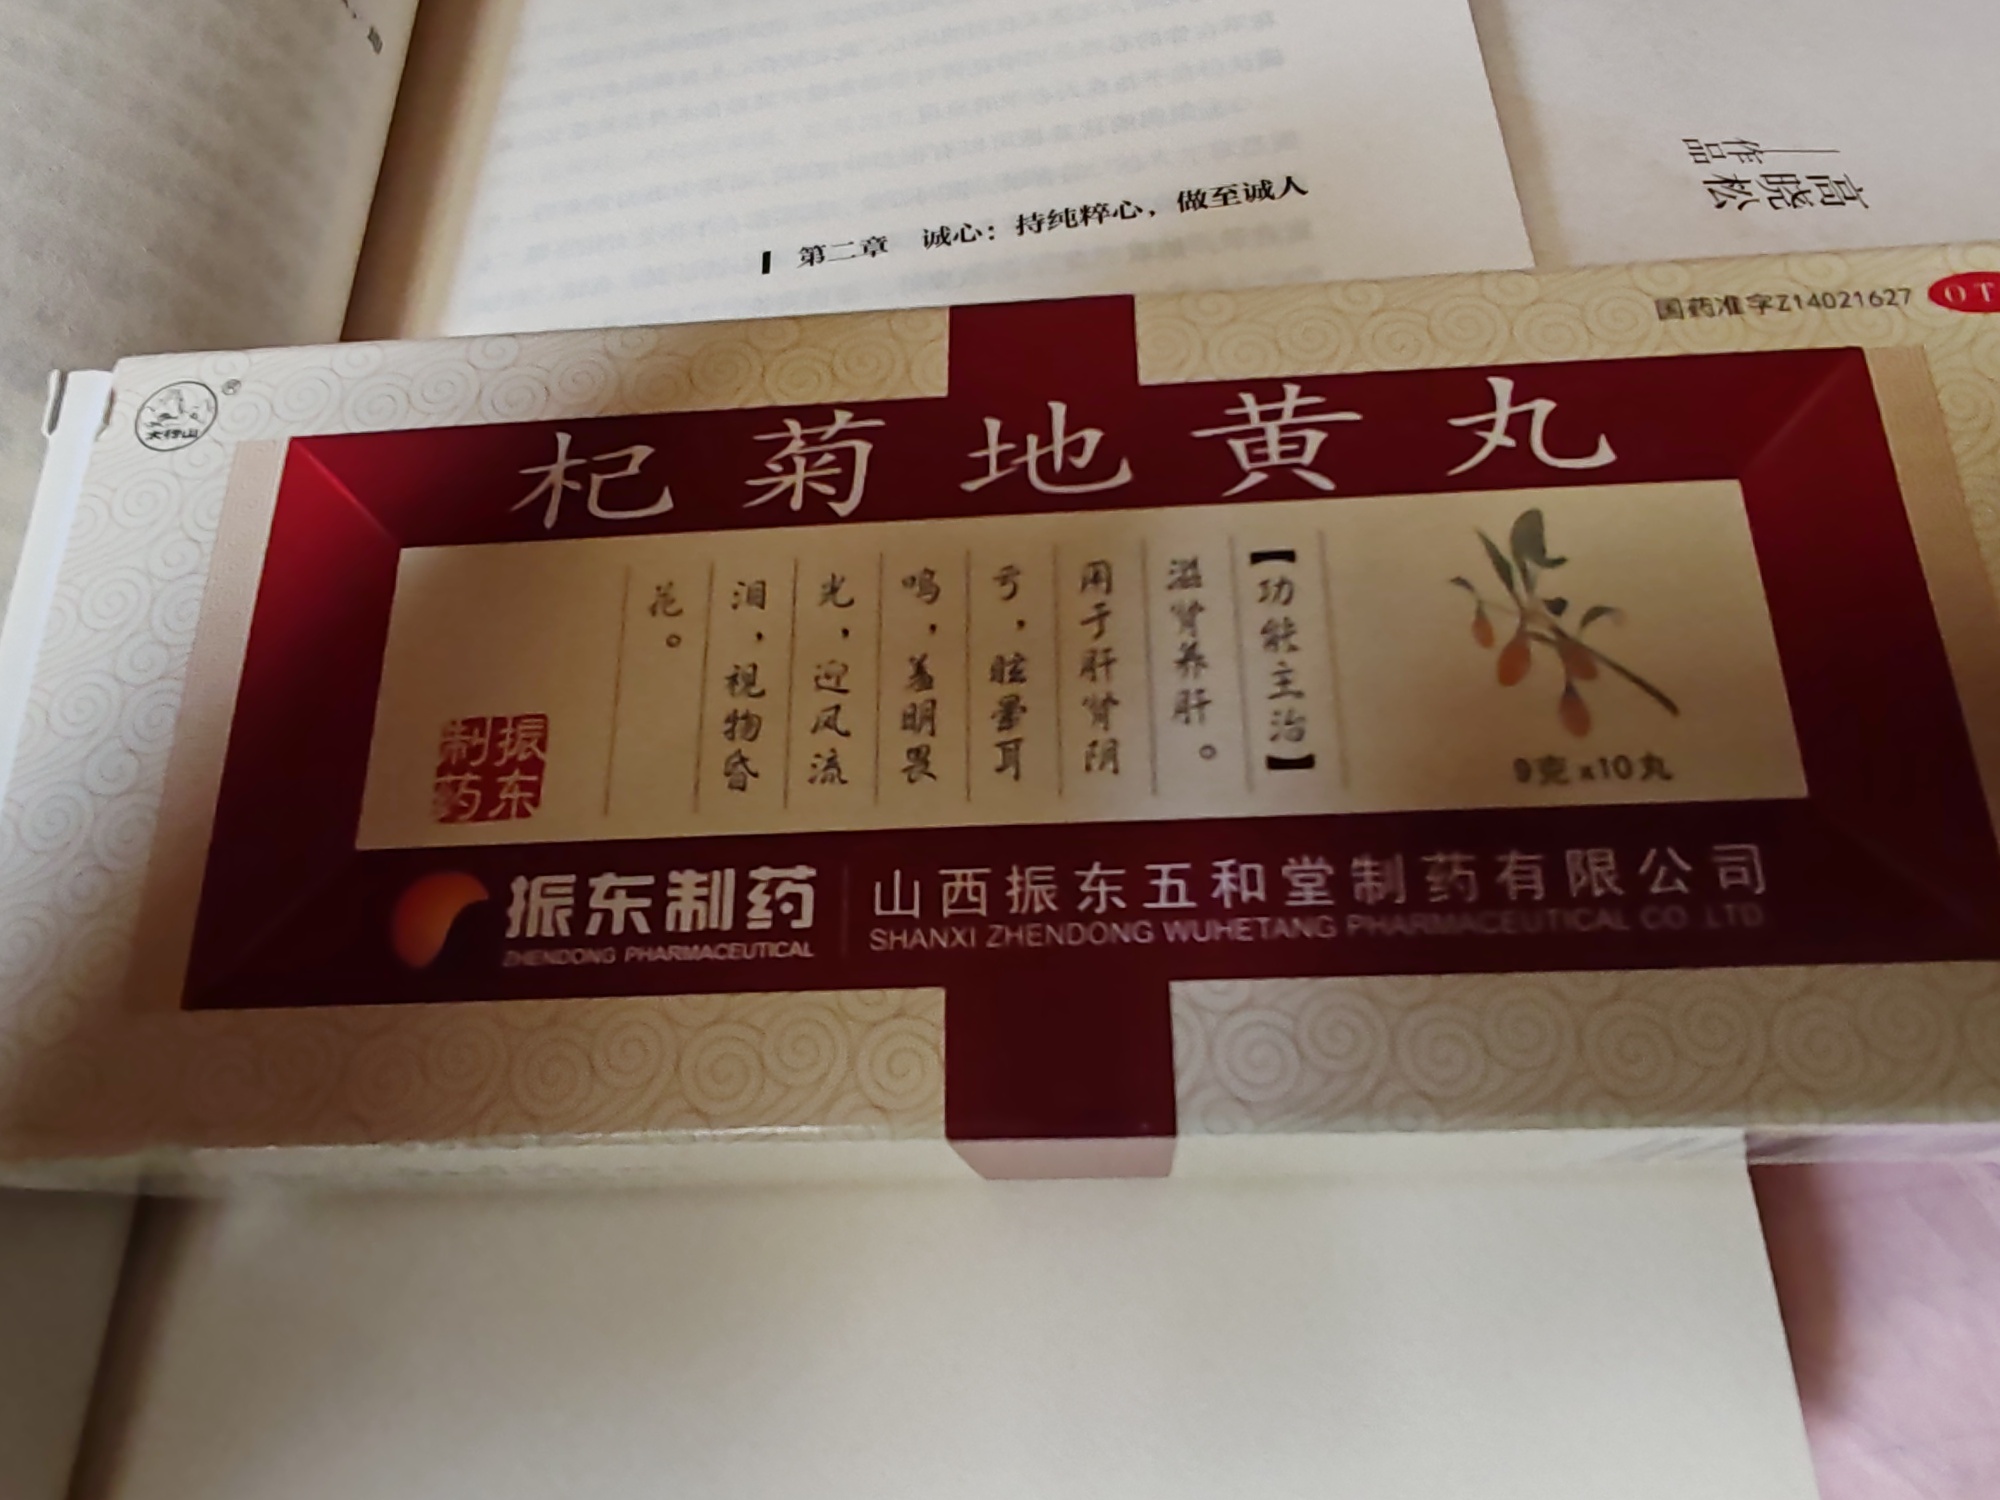 第二章 诚心：持纯粹心，做至诚人
高晓松
——作品
国药准字Z14021627
OT
太行山®
杞菊地黄丸
【功能主治】
滋肾养肝。
用于肝肾阴
亏，眩晕耳
鸣，羞明畏
光，迎风流
泪，视物昏
花。
9克x10丸
振东
制药
振东制药
ZHENDONG PHARMACEUTICAL
山西振东五和堂制药有限公司
SHANXI ZHENDONG WUHETANG PHARMACEUTICAL CO .LTD